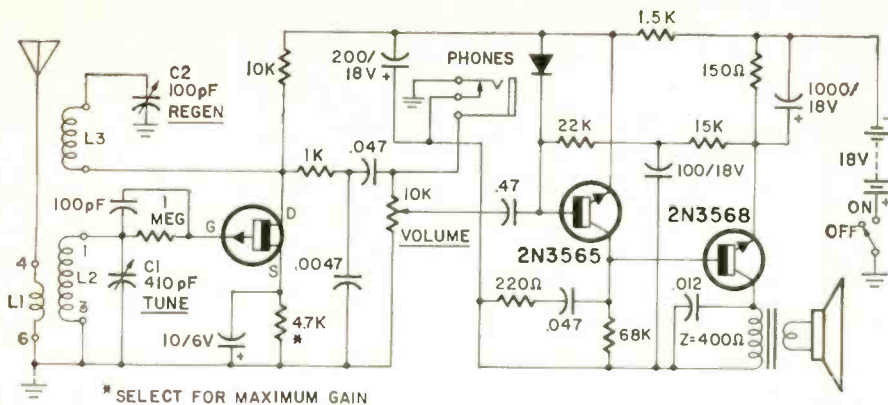 C2
100pF
REGEN
L3
10K
200/
18V
+
PHONES
1.5K
150Ω
1000/
18V
+
1K
.047
22K
15K
100/18V
18V
-
+
ON
OFF
100pF
1
MEG
G
D
S
10K
VOLUME
.47
2N3565
2N3568
4
L1
6
1
L2
3
C1
410pF
TUNE
.0047
220Ω
.047
.012
10/6V
+
4.7K
*
68K
Z=400Ω
* SELECT FOR MAXIMUM GAIN